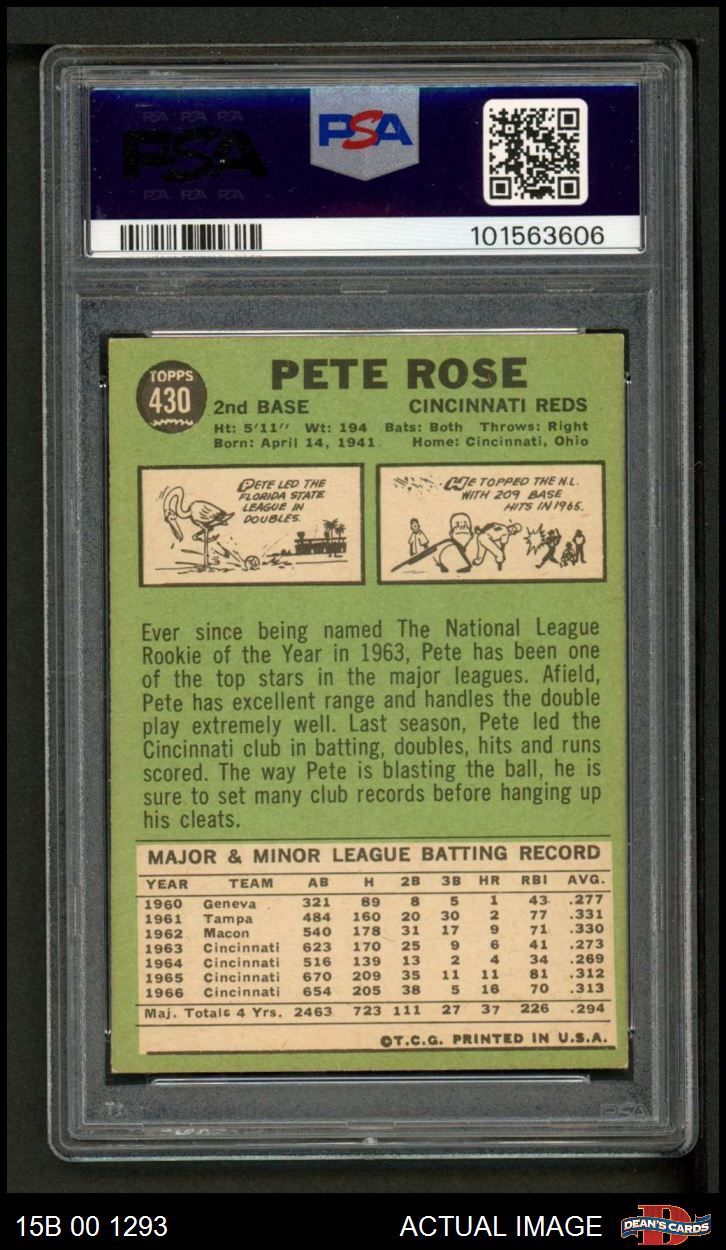 PSA PSA PSA
PSA
PSA PSA PSA
PSA
101563606
TOPPS
430
PETE ROSE
2nd BASE CINCINNATI REDS
Ht: 5'11" Wt: 194 Bats: Both Throws: Right
Born: April 14, 1941 Home: Cincinnati, Ohio
PETE LED THE
FLORIDA STATE
LEAGUE IN
DOUBLES.
HE TOPPED THE N.L.
WITH 209 BASE
HITS IN 1965.
Ever since being named The National League
Rookie of the Year in 1963, Pete has been one
of the top stars in the major leagues. Afield,
Pete has excellent range and handles the double
play extremely well. Last season, Pete led the
Cincinnati club in batting, doubles, hits and runs
scored. The way Pete is blasting the ball, he is
sure to set many club records before hanging up
his cleats.
MAJOR & MINOR LEAGUE BATTING RECORD
YEAR TEAM AB H 2B 3B HR RBI AVG.
1960 Geneva 321 89 8 5 1 43 .277
1961 Tampa 484 160 20 30 2 77 .331
1962 Macon 540 178 31 17 9 71 .330
1963 Cincinnati 623 170 25 9 6 41 .273
1964 Cincinnati 516 139 13 2 4 34 .269
1965 Cincinnati 670 209 35 11 11 81 .312
1966 Cincinnati 654 205 38 5 16 70 .313
Maj. Totals 4 Yrs. 2463 723 111 27 37 226 .294
©T.C.G. PRINTED IN U.S.A.
PSA
15B 00 1293 ACTUAL IMAGE
DEAN'S CARDS